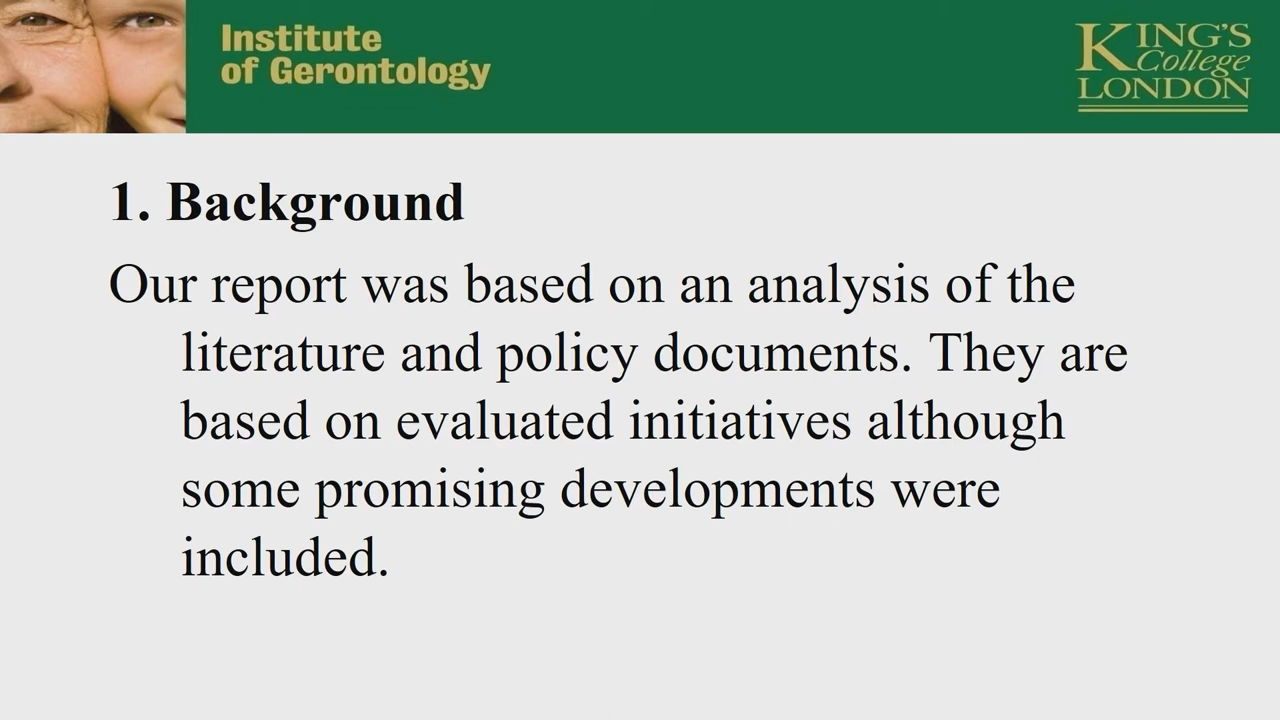 Institute
of Gerontology
KING'S
College
LONDON
1. Background
Our report was based on an analysis of the
literature and policy documents. They are
based on evaluated initiatives although
some promising developments were
included.